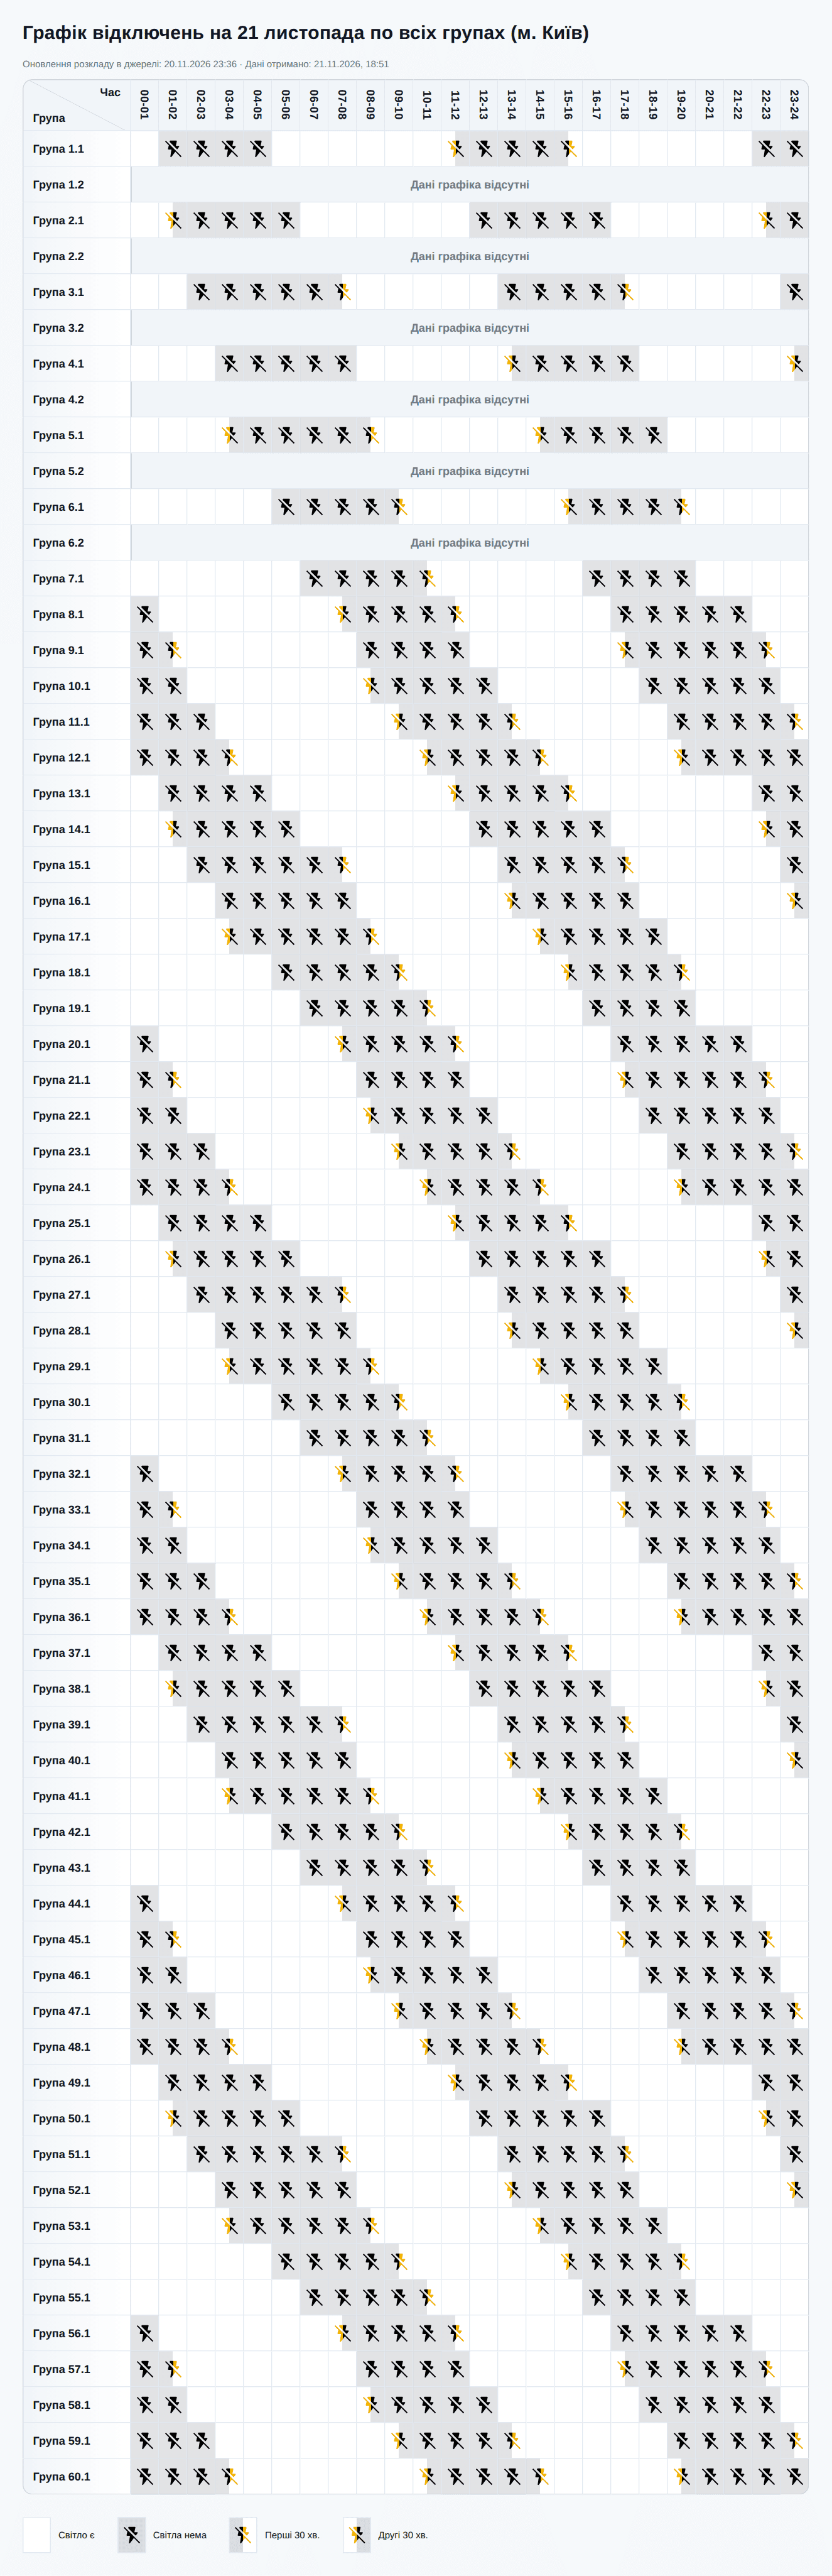 Графік відключень на 21 листопада по всіх групах (м. Київ)
Оновлення розкладу в джерелі: 20.11.2026 23:36 · Дані отримано: 21.11.2026, 18:51
Час
Група
00-01 01-02 02-03 03-04 04-05 05-06 06-07 07-08 08-09 09-10 10-11 11-12 12-13 13-14 14-15 15-16 16-17 17-18 18-19 19-20 20-21 21-22 22-23 23-24
Група 1.1
Група 1.2 Дані графіка відсутні
Група 2.1
Група 2.2 Дані графіка відсутні
Група 3.1
Група 3.2 Дані графіка відсутні
Група 4.1
Група 4.2 Дані графіка відсутні
Група 5.1
Група 5.2 Дані графіка відсутні
Група 6.1
Група 6.2 Дані графіка відсутні
Група 7.1
Група 8.1
Група 9.1
Група 10.1
Група 11.1
Група 12.1
Група 13.1
Група 14.1
Група 15.1
Група 16.1
Група 17.1
Група 18.1
Група 19.1
Група 20.1
Група 21.1
Група 22.1
Група 23.1
Група 24.1
Група 25.1
Група 26.1
Група 27.1
Група 28.1
Група 29.1
Група 30.1
Група 31.1
Група 32.1
Група 33.1
Група 34.1
Група 35.1
Група 36.1
Група 37.1
Група 38.1
Група 39.1
Група 40.1
Група 41.1
Група 42.1
Група 43.1
Група 44.1
Група 45.1
Група 46.1
Група 47.1
Група 48.1
Група 49.1
Група 50.1
Група 51.1
Група 52.1
Група 53.1
Група 54.1
Група 55.1
Група 56.1
Група 57.1
Група 58.1
Група 59.1
Група 60.1
Світло є Світла нема Перші 30 хв. Другі 30 хв.